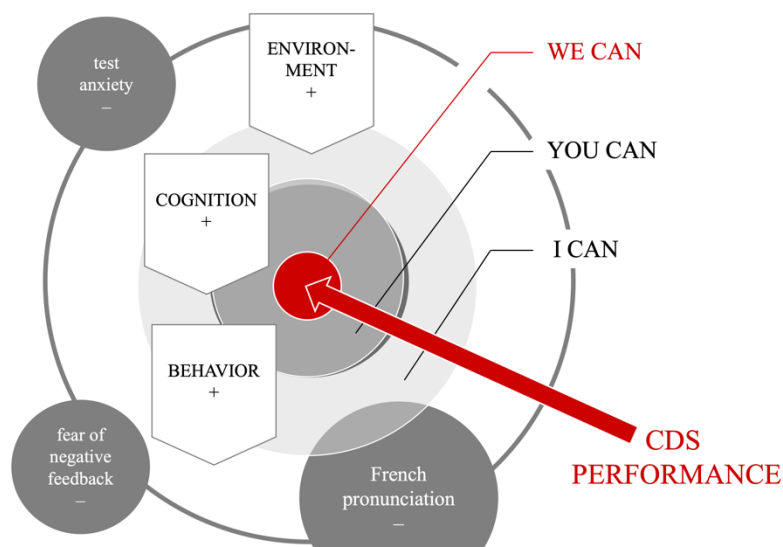 test
anxiety
–
ENVIRON-
MENT
+
WE CAN
YOU CAN
COGNITION
+
I CAN
BEHAVIOR
+
fear of
negative
feedback
–
French
pronunciation
–
CDS
PERFORMANCE